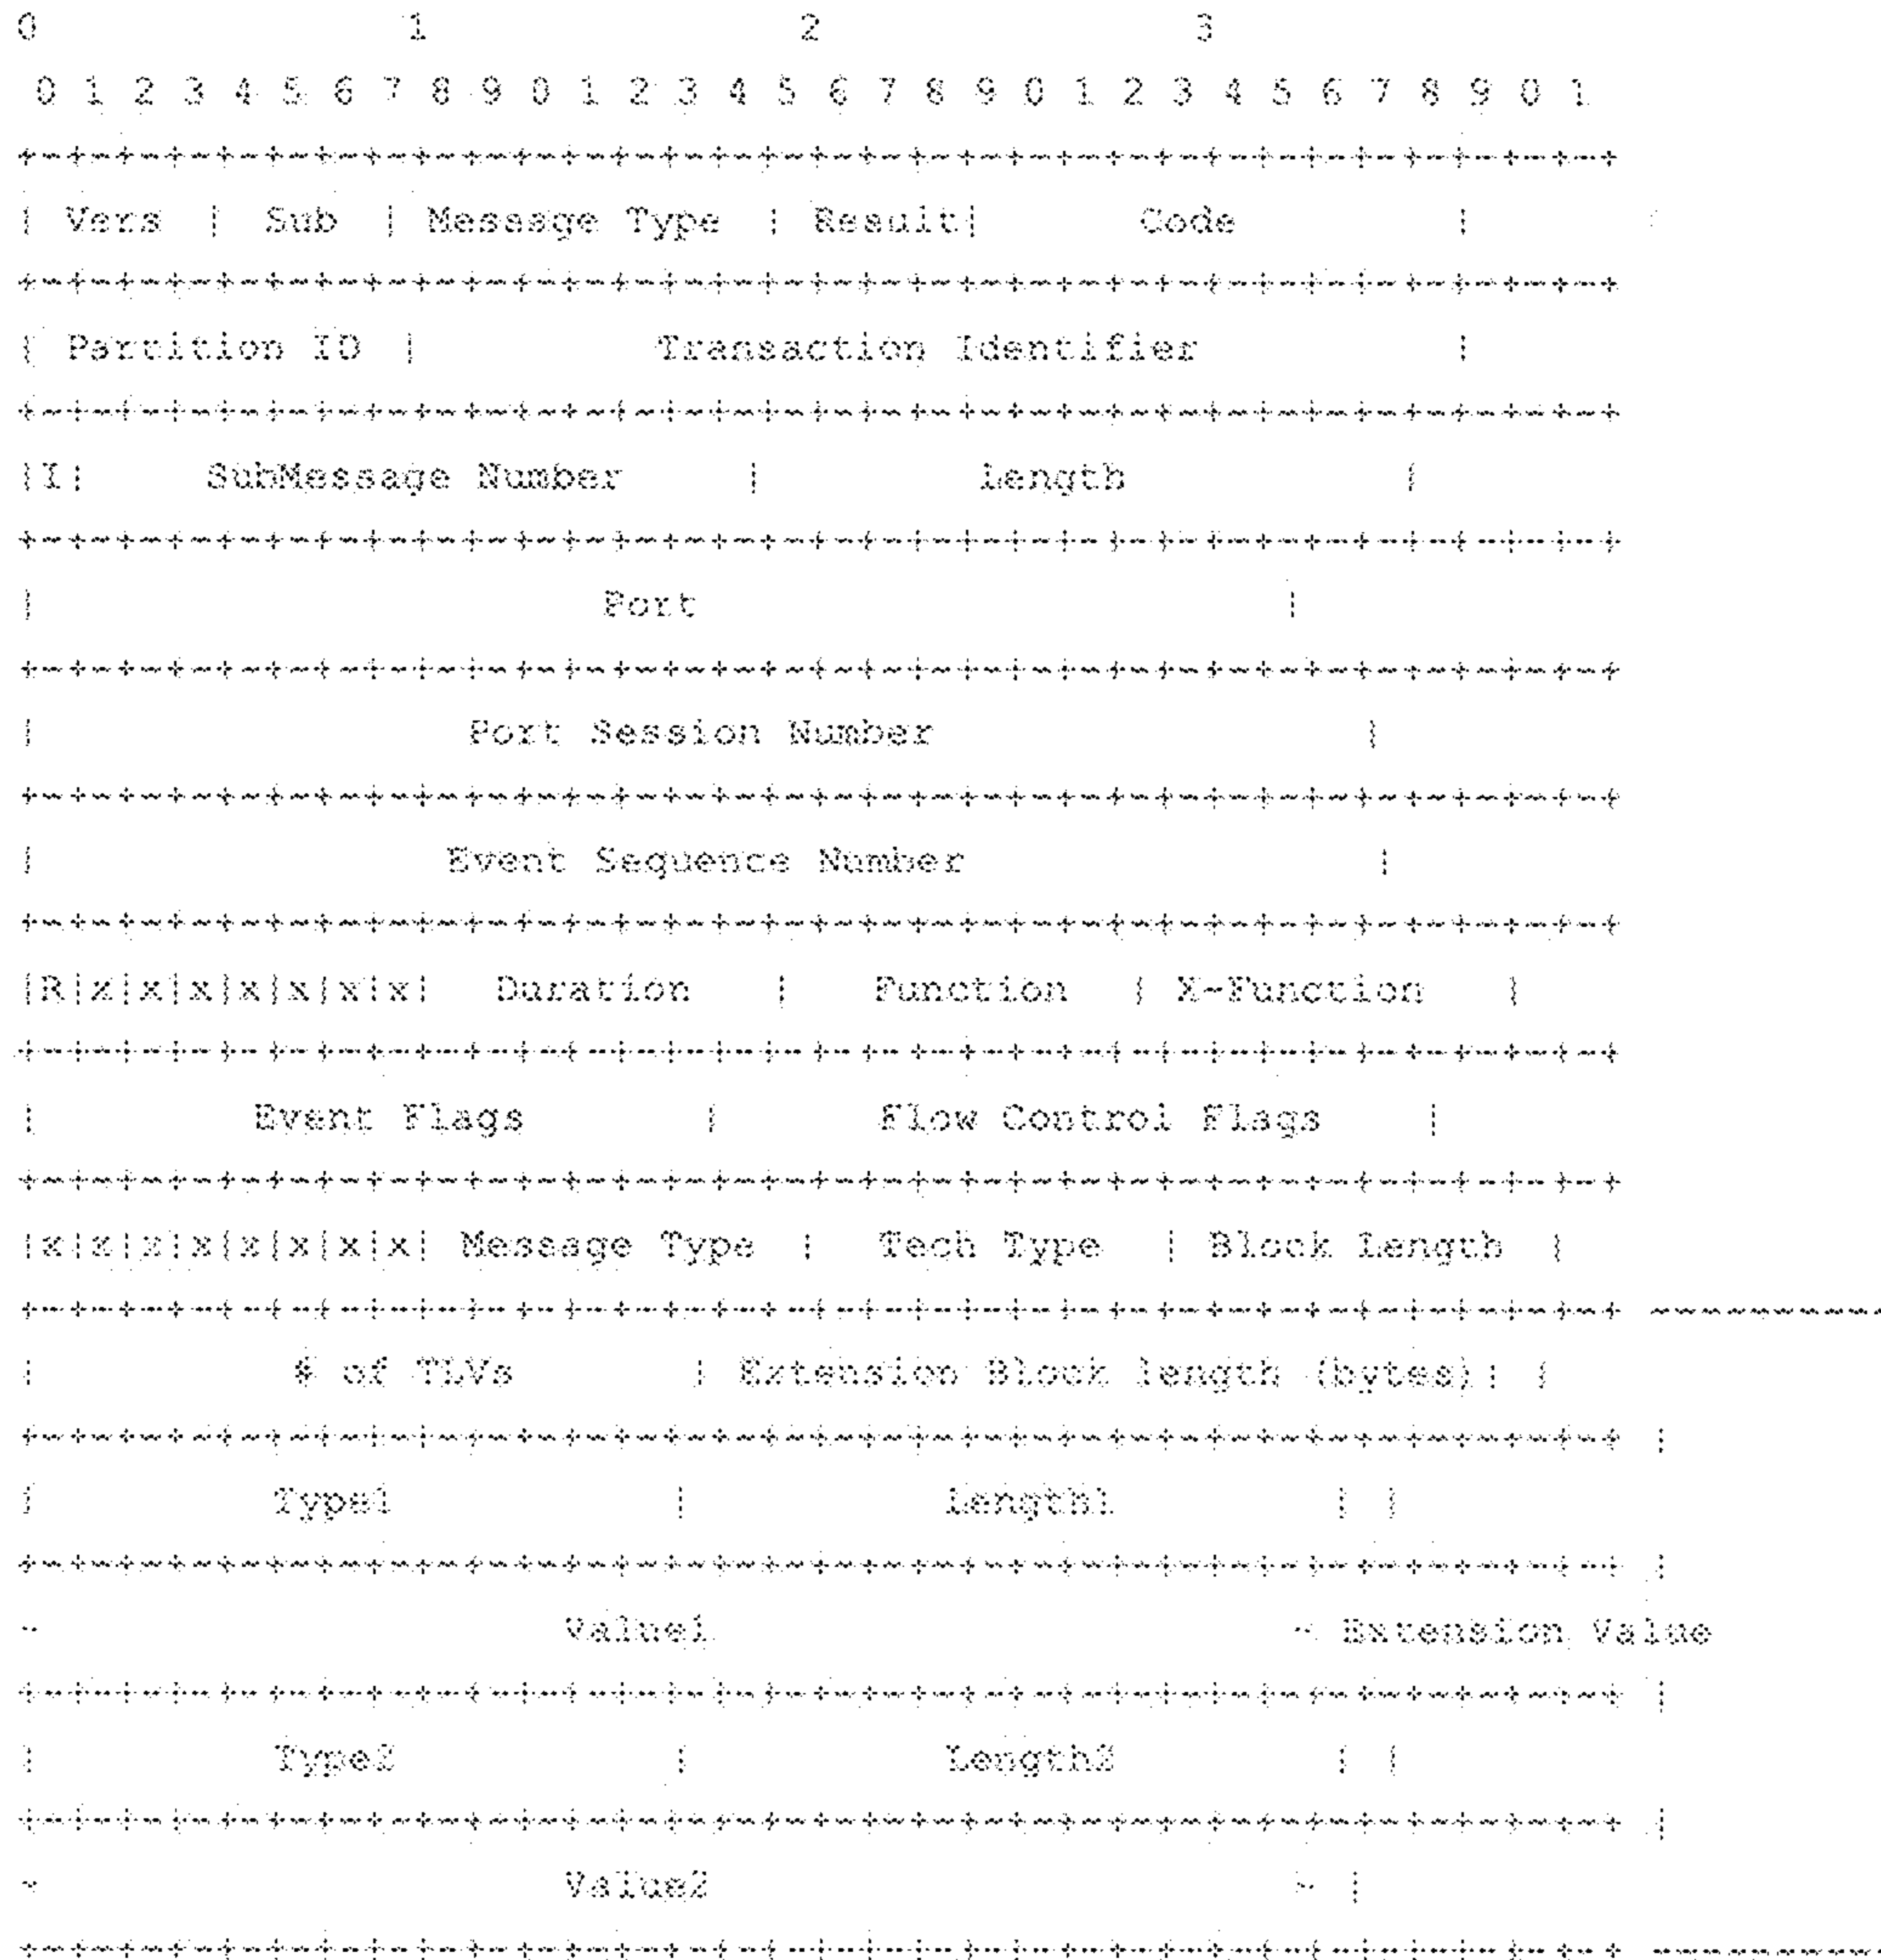 0 1 2 3
0 1 2 3 4 5 6 7 8 9 0 1 2 3 4 5 6 7 8 9 0 1 2 3 4 5 6 7 8 9 0 1
+-+-+-+-+-+-+-+-+-+-+-+-+-+-+-+-+-+-+-+-+-+-+-+-+-+-+-+-+-+-+-+-+
| Vers | Sub | Message Type | Result| Code |
+-+-+-+-+-+-+-+-+-+-+-+-+-+-+-+-+-+-+-+-+-+-+-+-+-+-+-+-+-+-+-+-+
| Partition ID | Transaction Identifier |
+-+-+-+-+-+-+-+-+-+-+-+-+-+-+-+-+-+-+-+-+-+-+-+-+-+-+-+-+-+-+-+-+
|I| SubMessage Number | Length |
+-+-+-+-+-+-+-+-+-+-+-+-+-+-+-+-+-+-+-+-+-+-+-+-+-+-+-+-+-+-+-+-+
| Port |
+-+-+-+-+-+-+-+-+-+-+-+-+-+-+-+-+-+-+-+-+-+-+-+-+-+-+-+-+-+-+-+-+
| Port Session Number |
+-+-+-+-+-+-+-+-+-+-+-+-+-+-+-+-+-+-+-+-+-+-+-+-+-+-+-+-+-+-+-+-+
| Event Sequence Number |
+-+-+-+-+-+-+-+-+-+-+-+-+-+-+-+-+-+-+-+-+-+-+-+-+-+-+-+-+-+-+-+-+
|R|x|x|x|x|x|x|x| Duration | Function | X-Function |
+-+-+-+-+-+-+-+-+-+-+-+-+-+-+-+-+-+-+-+-+-+-+-+-+-+-+-+-+-+-+-+-+
| Event Flags | Flow Control Flags |
+-+-+-+-+-+-+-+-+-+-+-+-+-+-+-+-+-+-+-+-+-+-+-+-+-+-+-+-+-+-+-+-+
|x|x|x|x|x|x|x|x| Message Type | Tech Type | Block Length |
+-+-+-+-+-+-+-+-+-+-+-+-+-+-+-+-+-+-+-+-+-+-+-+-+-+-+-+-+-+-+-+-+ ----------
| # of TLVs | Extension Block length (bytes)| |
+-+-+-+-+-+-+-+-+-+-+-+-+-+-+-+-+-+-+-+-+-+-+-+-+-+-+-+-+-+-+-+-+ |
| Type1 | Length1 | |
+-+-+-+-+-+-+-+-+-+-+-+-+-+-+-+-+-+-+-+-+-+-+-+-+-+-+-+-+-+-+-+-+ |
~ Value1 ~ Extension Value
+-+-+-+-+-+-+-+-+-+-+-+-+-+-+-+-+-+-+-+-+-+-+-+-+-+-+-+-+-+-+-+-+ |
| Type2 | Length2 | |
+-+-+-+-+-+-+-+-+-+-+-+-+-+-+-+-+-+-+-+-+-+-+-+-+-+-+-+-+-+-+-+-+ |
~ Value2 ~ |
+-+-+-+-+-+-+-+-+-+-+-+-+-+-+-+-+-+-+-+-+-+-+-+-+-+-+-+-+-+-+-+-+ ----------